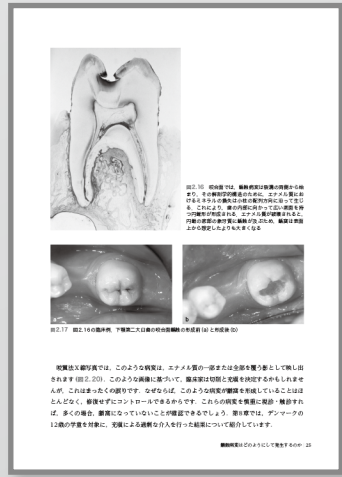 図2.16 咬合面では、齲蝕病変は裂溝の両側から始
まり、その解剖学的構造のために、エナメル質にお
けるミネラルの喪失は小柱の配列方向に沿って生じ
る。これにより、歯の内部に向かって広い底面を持
つ円錐形が形成される。エナメル質が破壊されると、
円錐の底部の象牙質に齲蝕が及ぶため、齲窩は表面
上から想定したよりも大きくなる
a
b
図2.17 図2.16の臨床例。下顎第二大臼歯の咬合面齲蝕の形成前(a)と形成後(b)
咬翼法X線写真では、このような病変は、エナメル質の一部または全部を覆う影として映し出
されます(図2.20)。このような画像に基づいて、臨床家は切削と充塡を決定するかもしれませ
んが、これはまったくの誤りです。なぜならば、このような病変が齲窩を形成していることはほ
とんどなく、修復せずにコントロールできるからです。これらの病変を慎重に視診・触診すれ
ば、多くの場合、齲窩になっていないことが確認できるでしょう。第8章では、デンマークの
12歳の学童を対象に、充塡による過剰な介入を行った結果について紹介しています.
齲蝕病変はどのようにして発生するのか 25